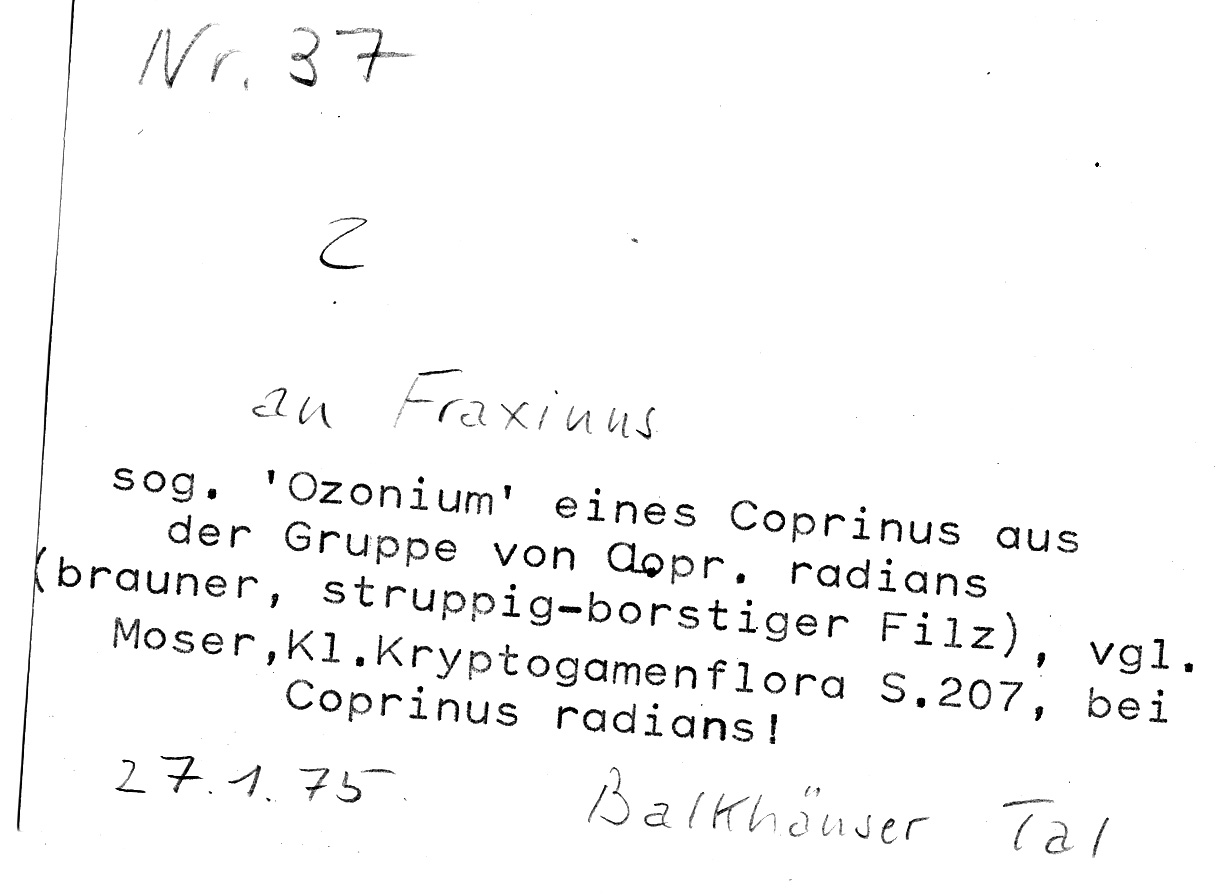 Nr. 37
2
an Fraxinus
sog. 'Ozonium' eines Coprinus aus
der Gruppe von Copr. radians
(brauner, struppig-borstiger Filz), vgl.
Moser,Kl.Kryptogamenflora S.207, bei
Coprinus radians!
27.1.75
Balkhäuser Tal